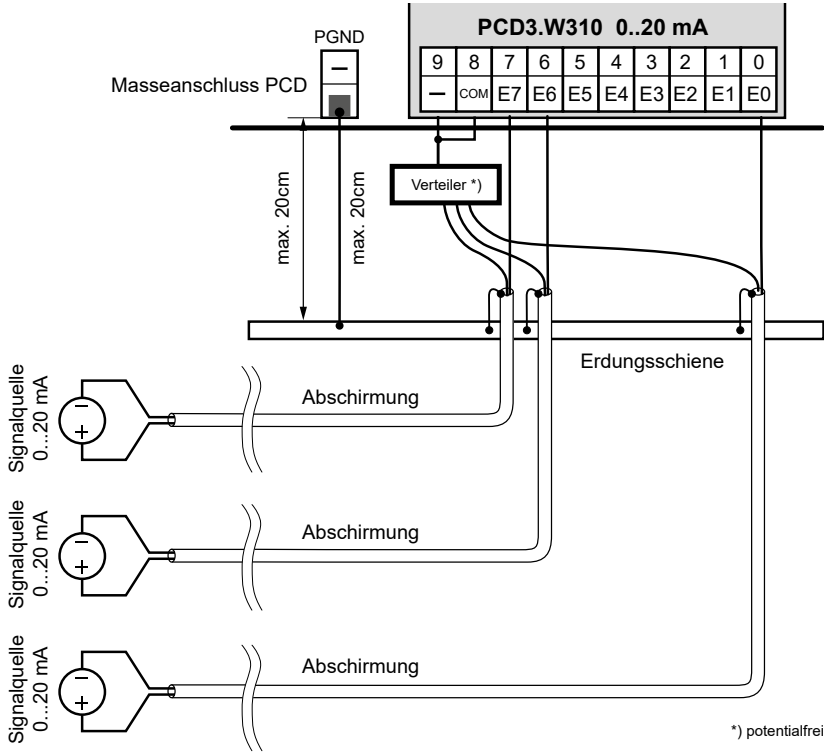 PCD3.W310 0..20 mA
PGND
9 8 7 6 5 4 3 2 1 0
– COM E7 E6 E5 E4 E3 E2 E1 E0
–
Masseanschluss PCD
Verteiler *)
max. 20cm
max. 20cm
Erdungsschiene
Signalquelle
0...20 mA
– +
Abschirmung
Signalquelle
0...20 mA
– +
Abschirmung
Signalquelle
0...20 mA
– +
Abschirmung
*) potentialfrei